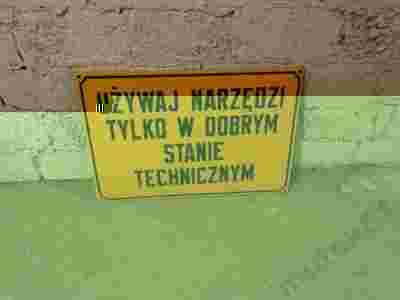 UŻYWAJ NARZĘDZI
TYLKO W DOBRYM
STANIE
TECHNICZNYM